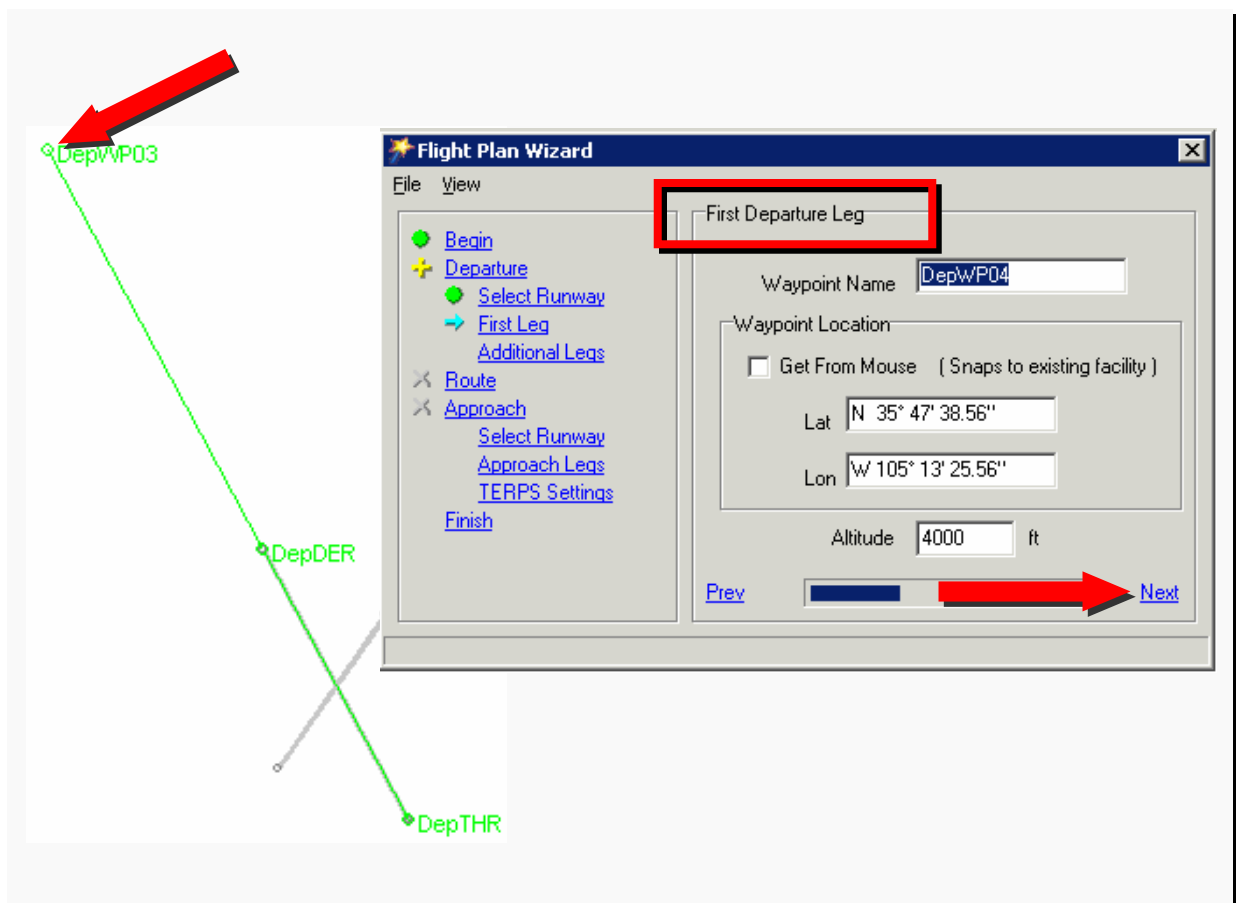 DepWP03
DepDER
DepTHR
Flight Plan Wizard
File View
Begin
Departure
Select Runway
First Leg
Additional Legs
Route
Approach
Select Runway
Approach Legs
TERPS Settings
Finish
First Departure Leg
Waypoint Name DepWP04
Waypoint Location
Get From Mouse ( Snaps to existing facility )
Lat N 35° 47' 38.56''
Lon W 105° 13' 25.56''
Altitude 4000 ft
Prev Next